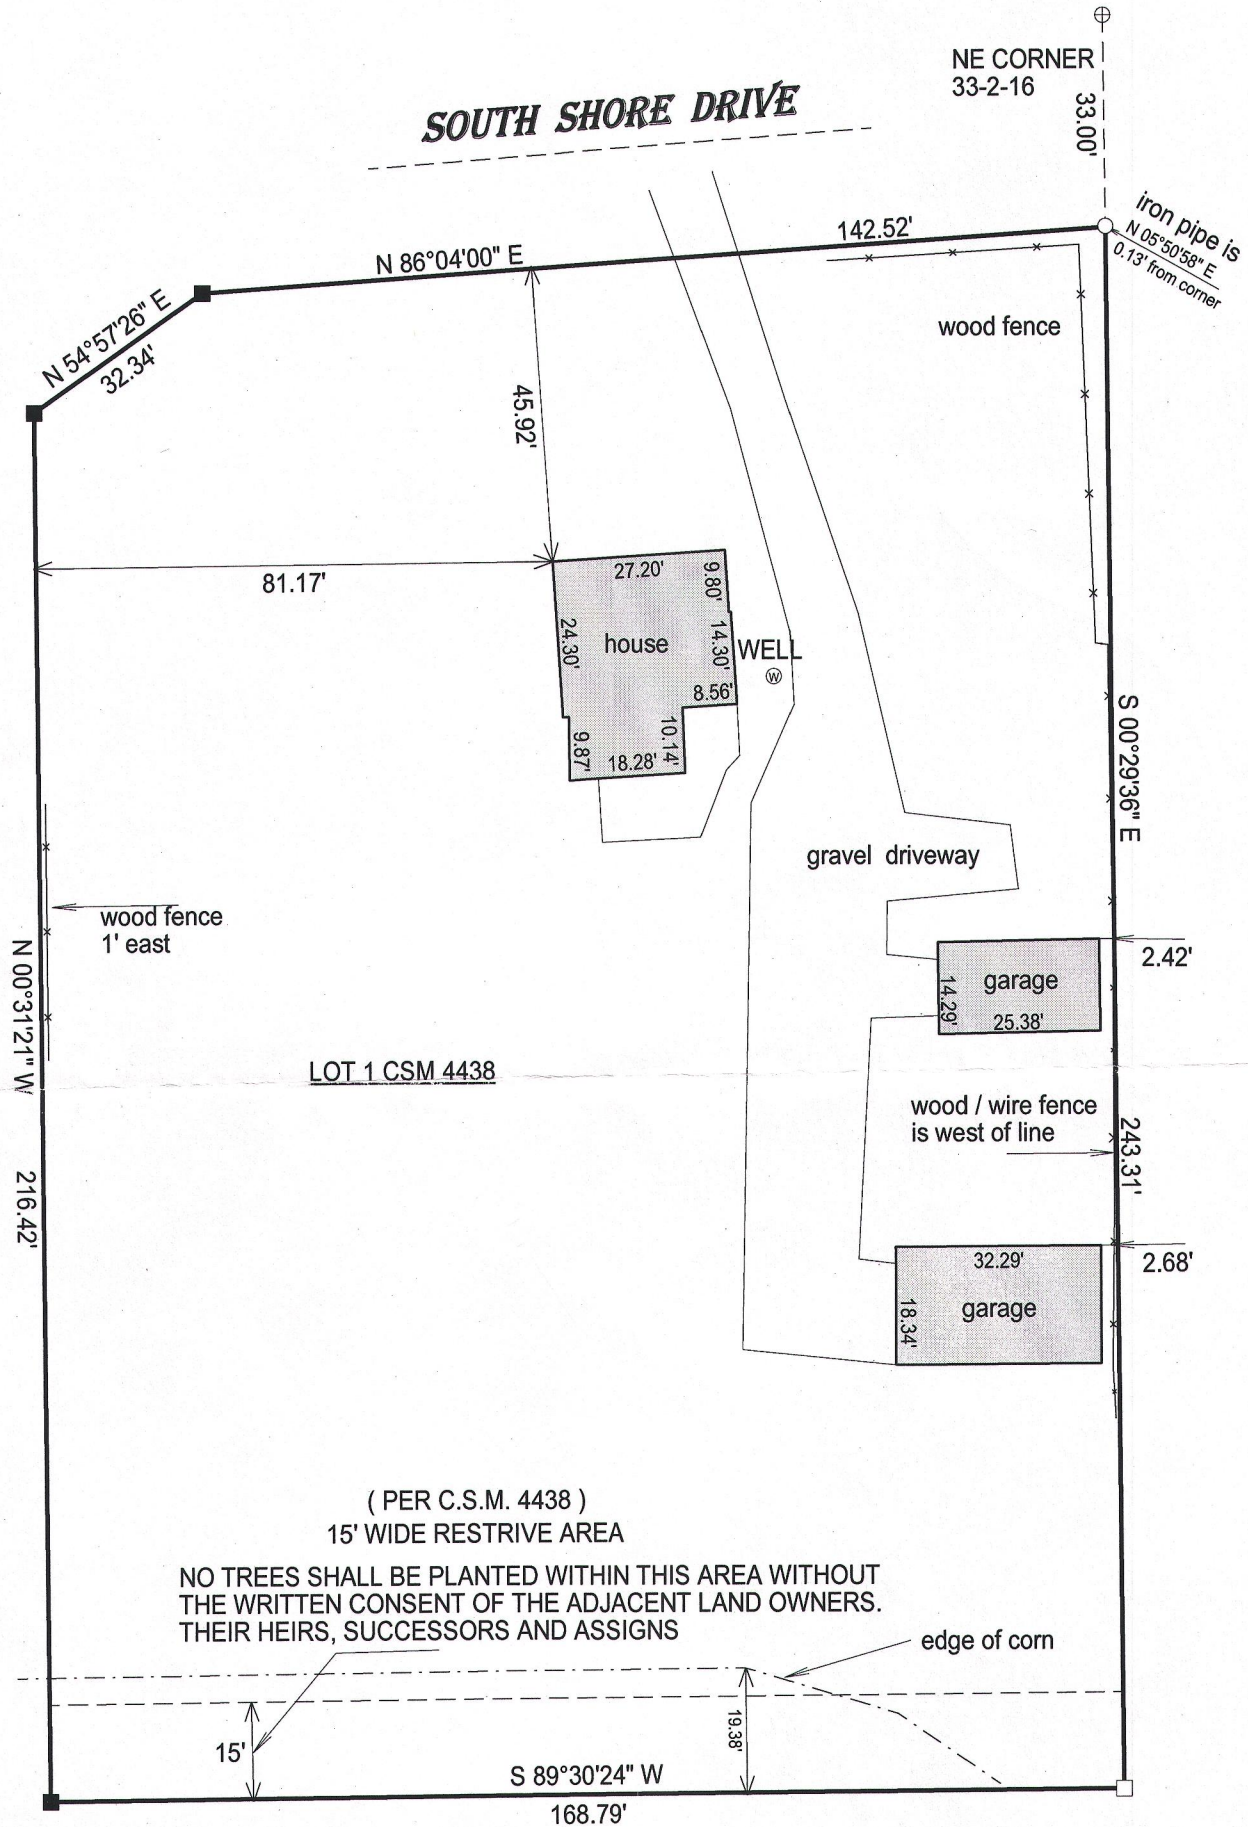 NE CORNER
33-2-16
33.00'
SOUTH SHORE DRIVE
iron pipe is
N 05°50'58" E
0.13' from corner
142.52'
N 86°04'00" E
N 54°57'26" E
32.34'
wood fence
45.92'
81.17'
27.20'
9.80'
24.30'
house
14.30'
WELL
W
8.56'
10.14'
9.87'
18.28'
S 00°29'36" E
gravel driveway
wood fence
1' east
2.42'
garage
14.29'
25.38'
N 00°31'21" W
LOT 1 CSM 4438
wood / wire fence
is west of line
243.31'
216.42'
2.68'
32.29'
garage
18.34'
( PER C.S.M. 4438 )
15' WIDE RESTRIVE AREA
NO TREES SHALL BE PLANTED WITHIN THIS AREA WITHOUT
THE WRITTEN CONSENT OF THE ADJACENT LAND OWNERS.
THEIR HEIRS, SUCCESSORS AND ASSIGNS
edge of corn
15'
19.38'
S 89°30'24" W
168.79'